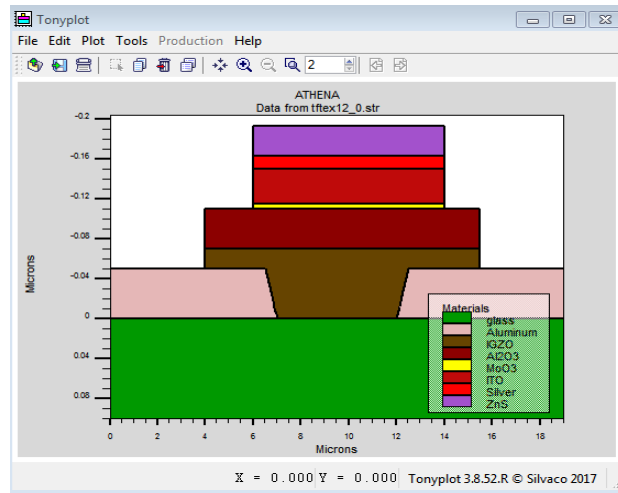 Tonyplot
File Edit Plot Tools Production Help
2
ATHENA
Data from tftex12_0.str
-0.2
-0.16
-0.12
-0.08
-0.04
0
0.04
0.08
Microns
Materials
glass
Aluminum
IGZO
Al2O3
MoO3
ITO
Silver
ZnS
0 2 4 6 8 10 12 14 16 18
Microns
X = 0.000 Y = 0.000 Tonyplot 3.8.52.R © Silvaco 2017